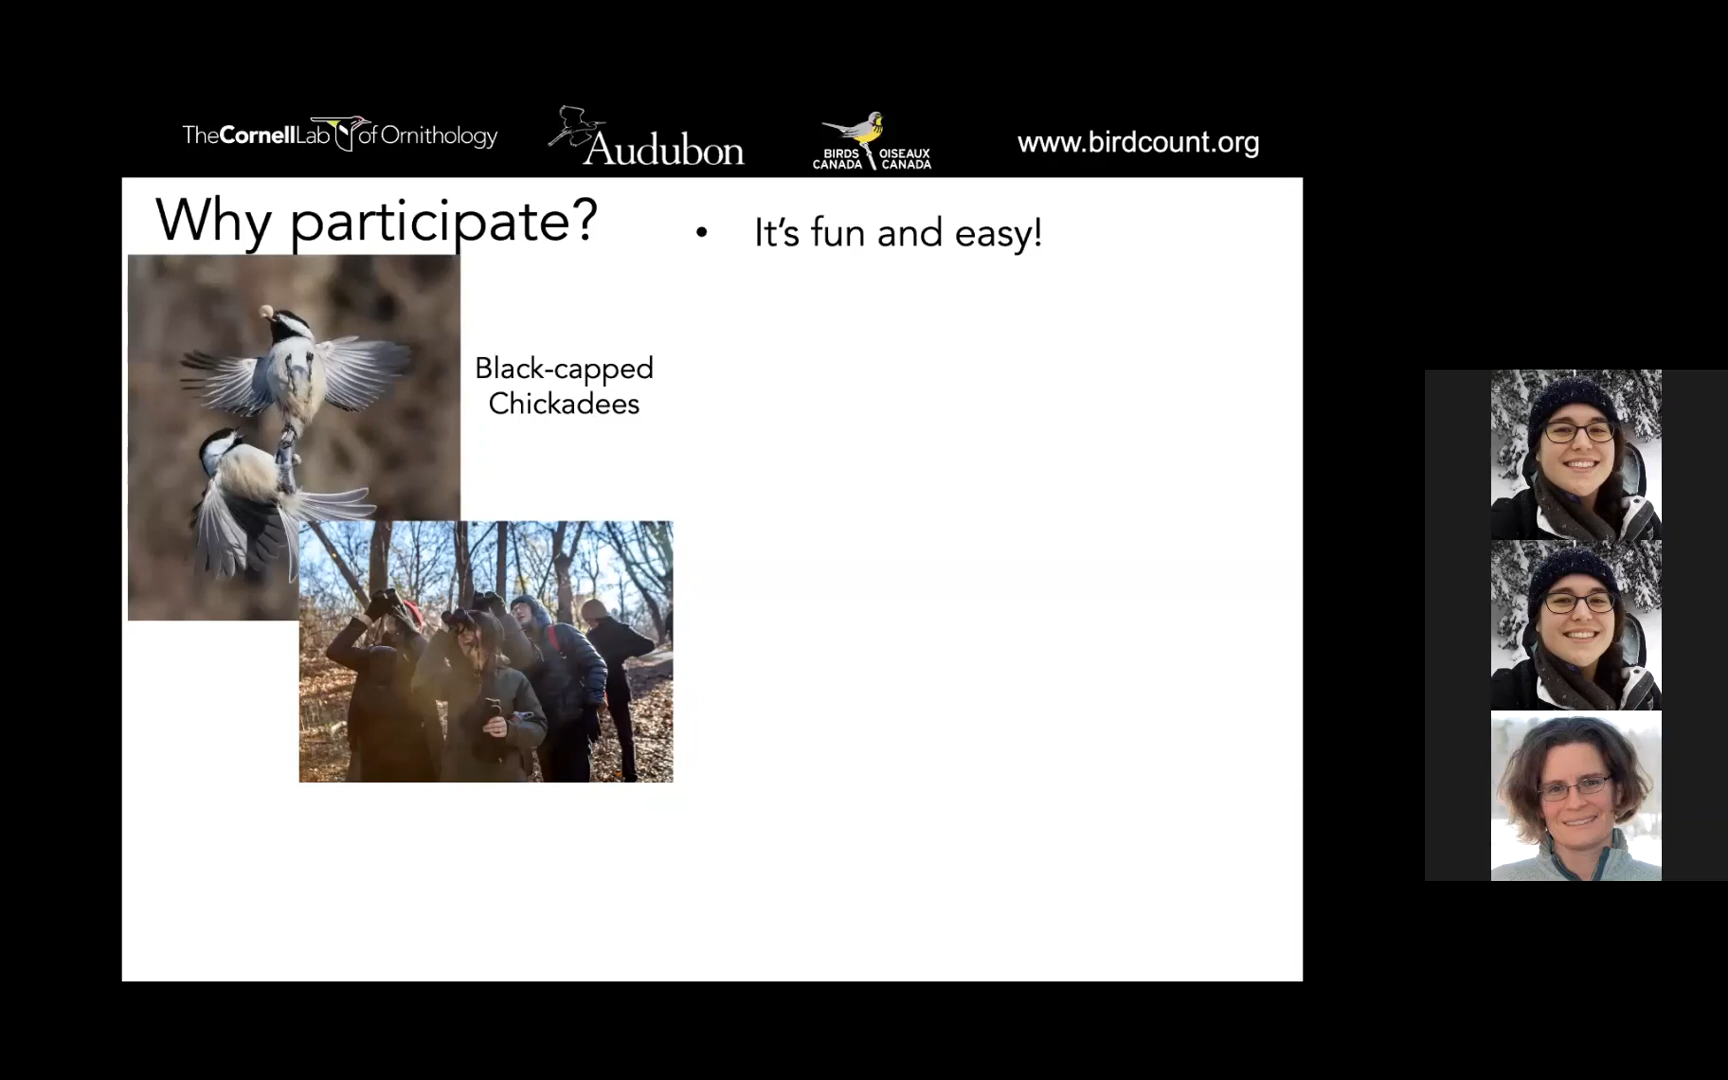 TheCornellLab of Ornithology
Audubon
BIRDS OISEAUX
CANADA CANADA
www.birdcount.org
Why participate?
• It's fun and easy!
Black-capped
Chickadees